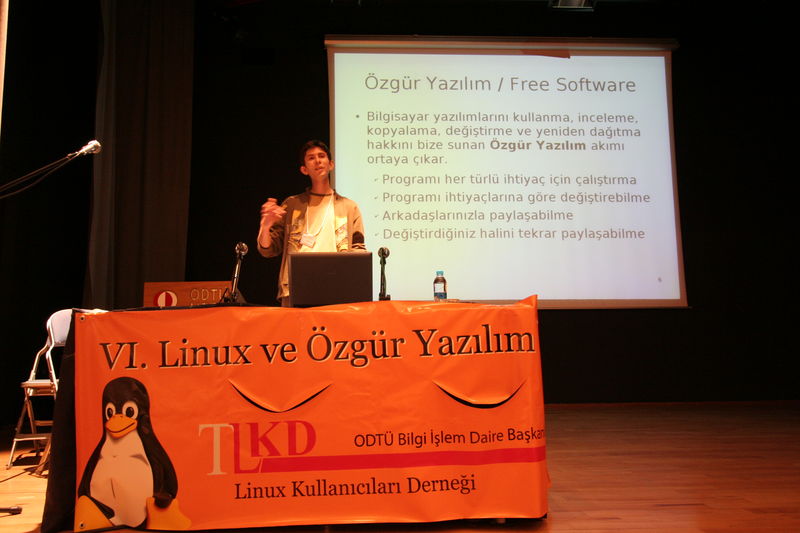 Özgür Yazılım / Free Software
• Bilgisayar yazılımlarını kullanma, inceleme,
kopyalama, değiştirme ve yeniden dağıtma
hakkını bize sunan Özgür Yazılım akımı
ortaya çıkar.
✓ Programı her türlü ihtiyaç için çalıştırma
✓ Programı ihtiyaçlarına göre değiştirebilme
✓ Arkadaşlarınızla paylaşabilme
✓ Değiştirdiğiniz halini tekrar paylaşabilme
6
ODTÜ
VI. Linux ve Özgür Yazılım
TLKD
ODTÜ Bilgi İşlem Daire Başkan
Linux Kullanıcıları Derneği